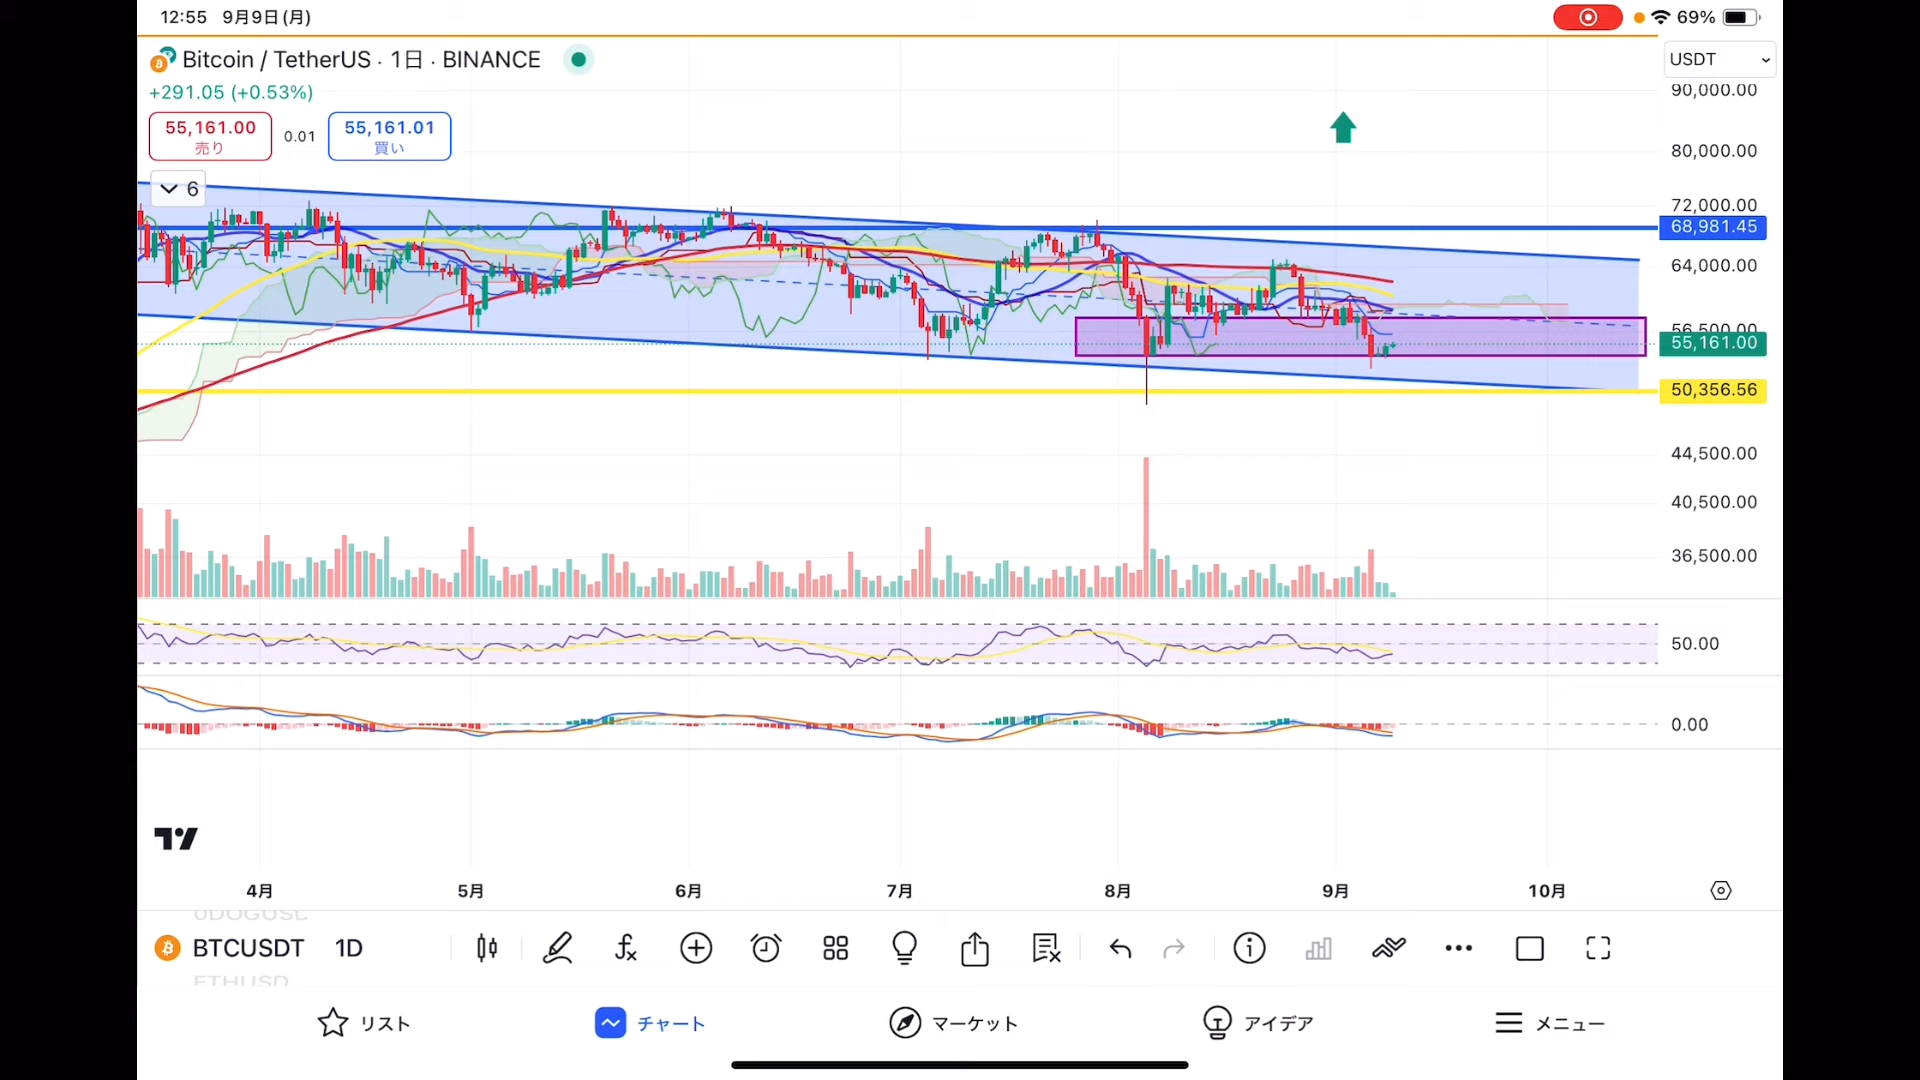 12:55 9月9日(月)
69%
Bitcoin / TetherUS · 1日 · BINANCE
USDT
+291.05 (+0.53%)
90,000.00
55,161.00
売り
0.01
55,161.01
買い
80,000.00
6
72,000.00
68,981.45
64,000.00
56,500.00
55,161.00
50,356.56
44,500.00
40,500.00
36,500.00
50.00
0.00
4月 5月 6月 7月 8月 9月 10月
BTCUSDT 1D
ETHUSD
リスト チャート マーケット アイデア メニュー